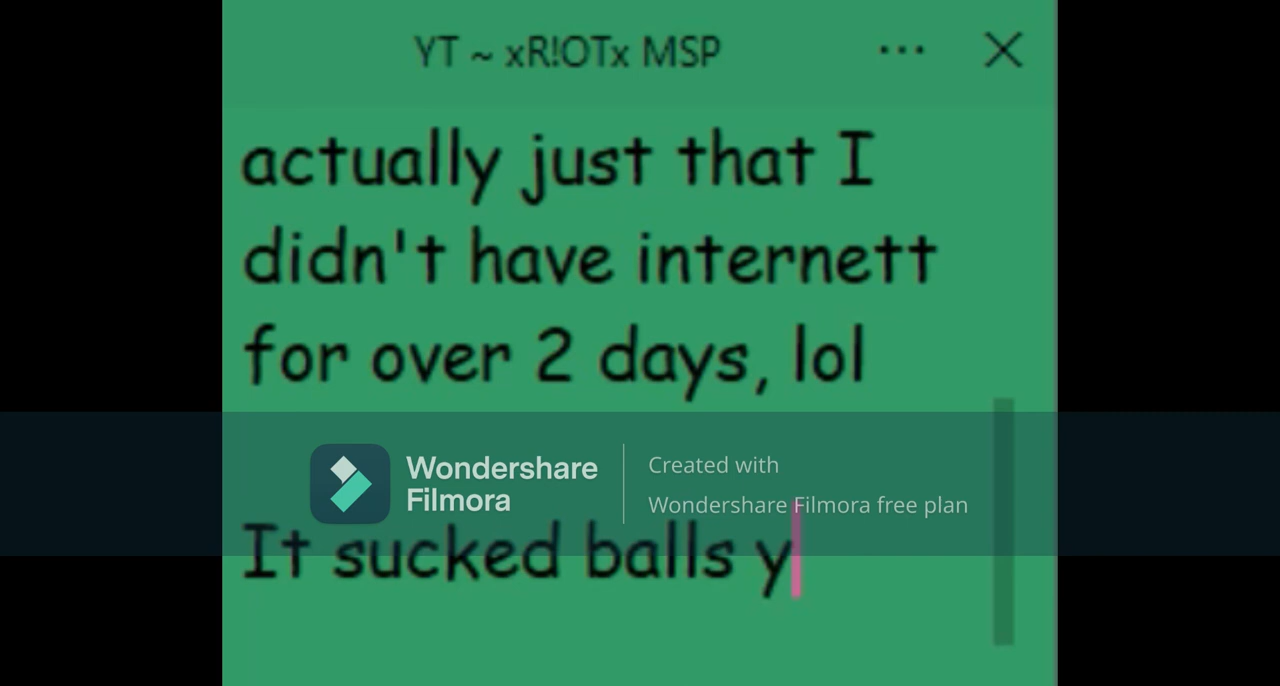 YT ~ xR!OTx MSP
actually just that I
didn't have internett
for over 2 days, lol
Wondershare
Filmora
Created with
Wondershare Filmora free plan
It sucked balls y